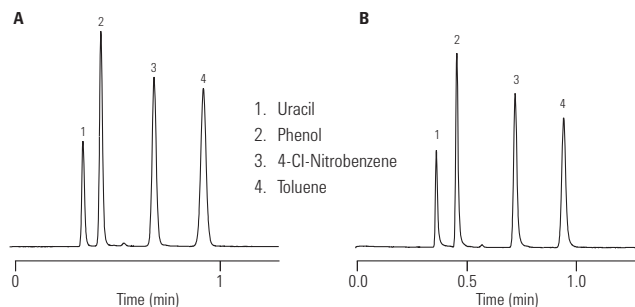 A
1
2
3
4
0
1
Time (min)
1. Uracil
2. Phenol
3. 4-Cl-Nitrobenzene
4. Toluene
B
1
2
3
4
0.0
0.5
1.0
Time (min)